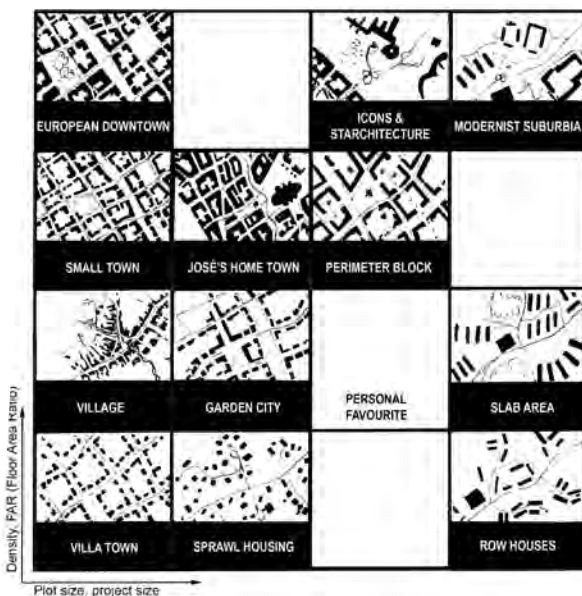 EUROPEAN DOWNTOWN
ICONS &
STARCHITECTURE
MODERNIST SUBURBIA
SMALL TOWN
JOSÉ'S HOME TOWN
PERIMETER BLOCK
VILLAGE
GARDEN CITY
PERSONAL
FAVOURITE
SLAB AREA
VILLA TOWN
SPRAWL HOUSING
ROW HOUSES
Density, FAR (Floor Area Ratio)
Plot size, project size